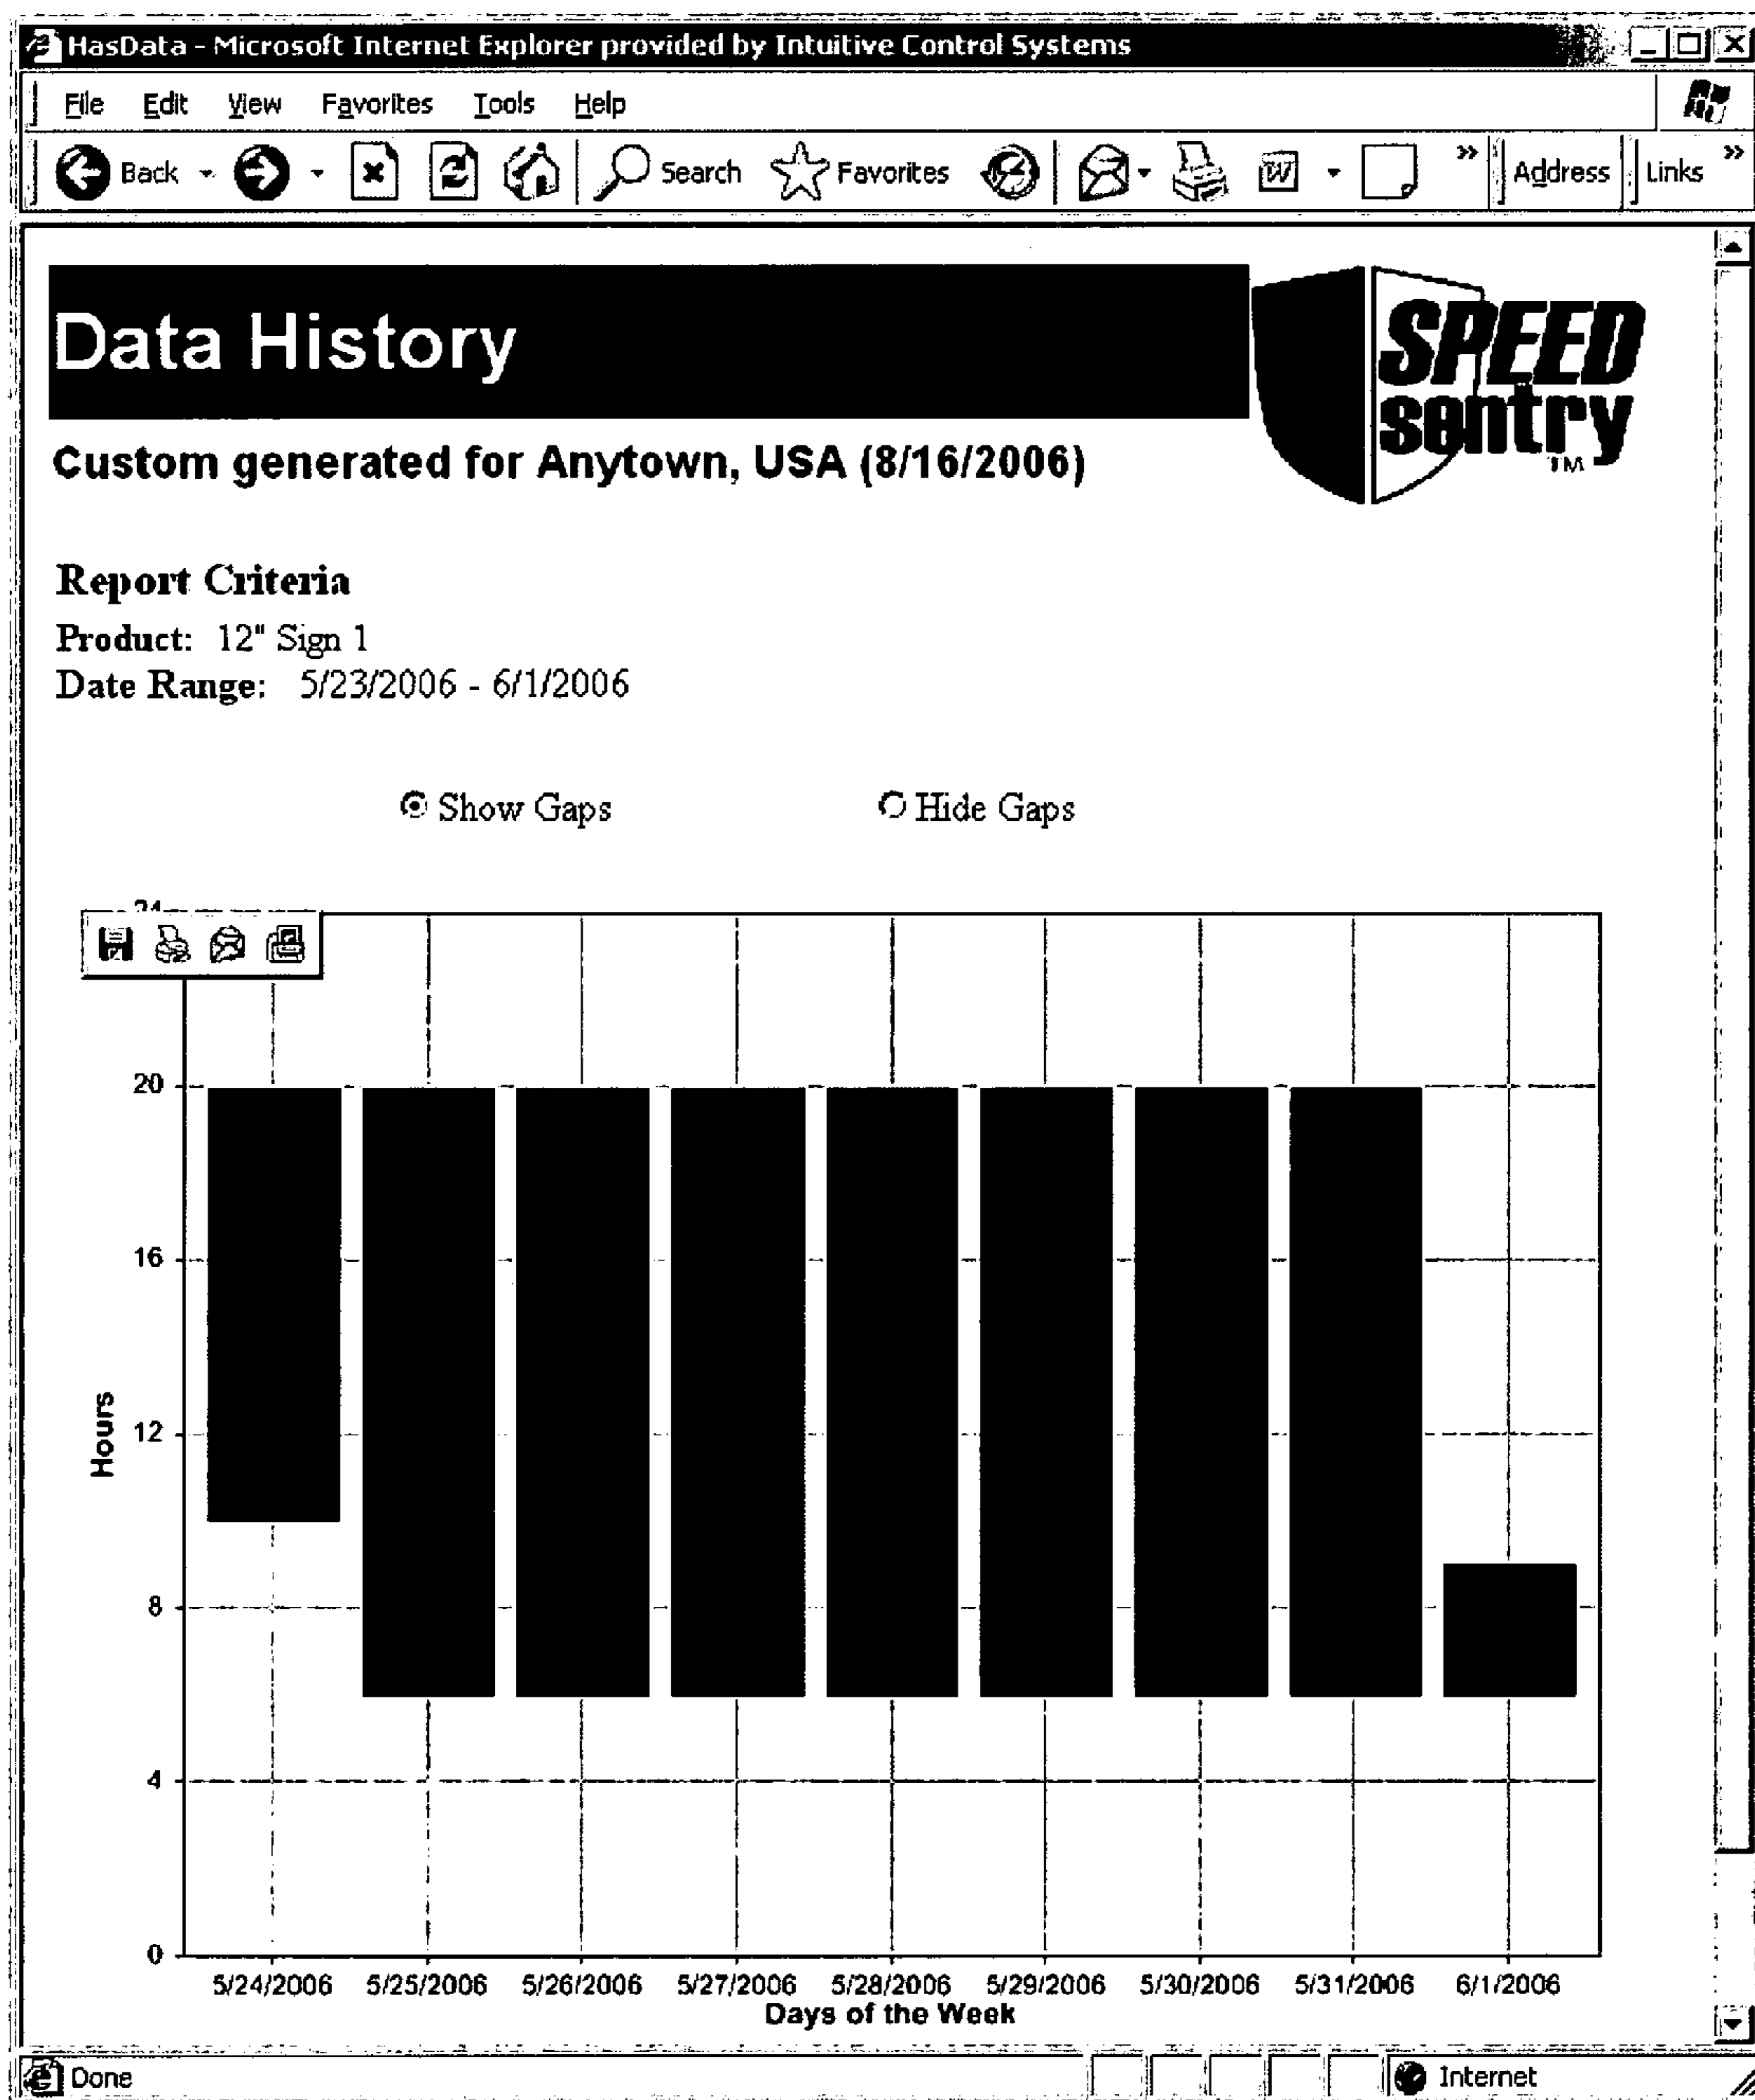 HasData - Microsoft Internet Explorer provided by Intuitive Control Systems
File Edit View Favorites Tools Help
Back Search Favorites W » Address Links »
Data History
SPEED
sentry
TM
Custom generated for Anytown, USA (8/16/2006)
Report Criteria
Product: 12" Sign 1
Date Range: 5/23/2006 - 6/1/2006
Show Gaps Hide Gaps
24
20
16
12
8
4
0
Hours
5/24/2006 5/25/2006 5/26/2006 5/27/2006 5/28/2006 5/29/2006 5/30/2006 5/31/2006 6/1/2006
Days of the Week
Done Internet